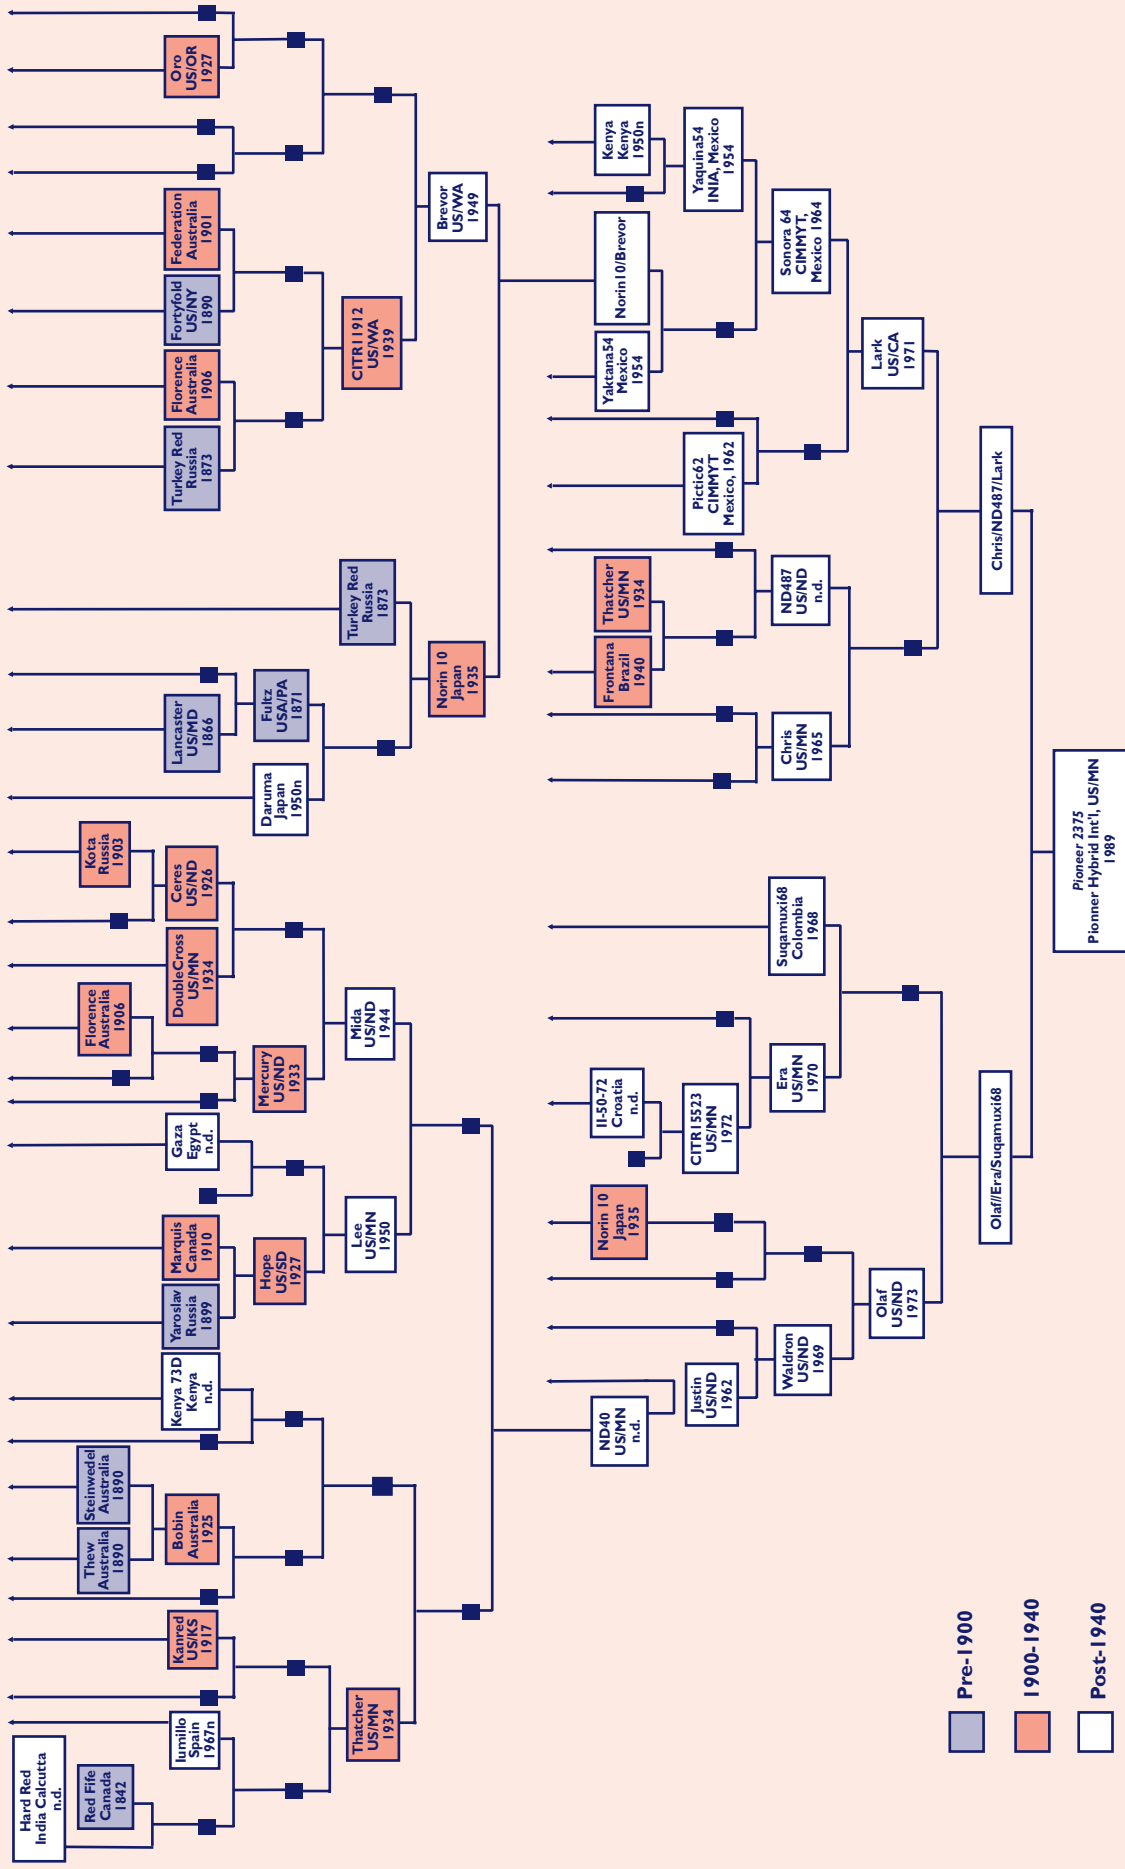 Hard Red
India Calcutta
n.d.
Red Fife
Canada
1842
Thew
Australia
1890
Steinwedel
Australia
1890
Florence
Australia
1906
Kota
Russia
1903
Iumillo
Spain
1967n
Kanred
US/KS
1917
Bobin
Australia
1925
Kenya 73D
Kenya
n.d.
Yaroslav
Russia
1899
Marquis
Canada
1910
Gaza
Egypt
n.d.
DoubleCross
US/MN
1934
Ceres
US/ND
1926
Lancaster
US/MD
1866
Turkey Red
Russia
1873
Florence
Australia
1906
Fortyfold
US/NY
1890
Federation
Australia
1901
Oro
US/OR
1927
Hope
US/SD
1927
Mercury
US/ND
1933
Daruma
Japan
1950n
Fultz
USA/PA
1871
Thatcher
US/MN
1934
Lee
US/MN
1950
Mida
US/ND
1944
Turkey Red
Russia
1873
CITR11912
US/WA
1939
Norin 10
Japan
1935
Brevor
US/WA
1949
ND40
US/MN
n.d.
Norin 10
Japan
1935
II-50-72
Croatia
n.d.
Frontana
Brazil
1940
Thatcher
US/MN
1934
Yaktana54
Mexico
1954
Norin10/Brevor
Kenya
Kenya
1950n
Justin
US/ND
1962
CITR15523
US/MN
1972
Pictic62
CIMMYT
Mexico, 1962
Yaquina54
INIA, Mexico
1954
Waldron
US/ND
1969
Era
US/MN
1970
Suqamuxi68
Colombia
1968
Chris
US/MN
1965
ND487
US/ND
n.d.
Sonora 64
CIMMYT,
Mexico 1964
Olaf
US/ND
1973
Lark
US/CA
1971
Olaf//Era/Suqamuxi68
Chris/ND487/Lark
Pioneer 2375
Pionner Hybrid Int'l, US/MN
1989
Pre-1900
1900-1940
Post-1940